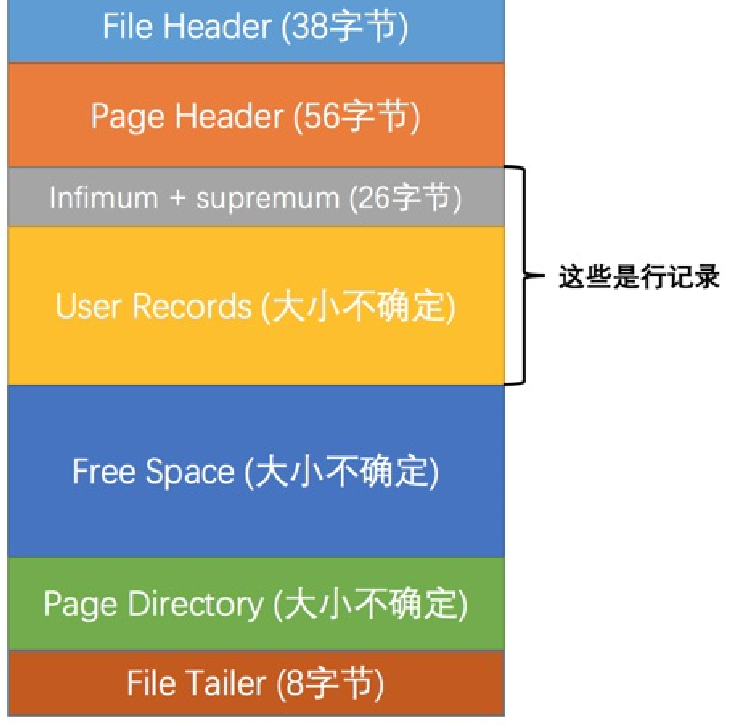 File Header (38字节)
Page Header (56字节)
Infimum + supremum (26字节)
这些是行记录
User Records (大小不确定)
Free Space (大小不确定)
Page Directory (大小不确定)
File Tailer (8字节)